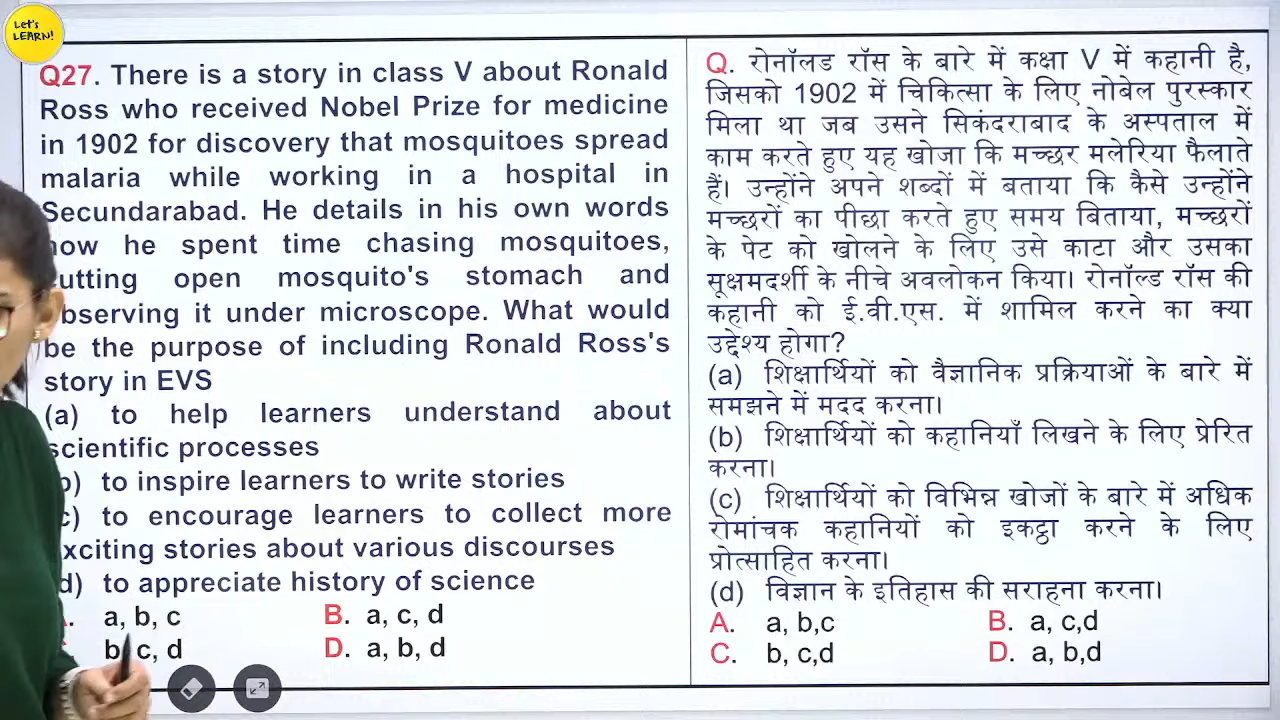 Let's
LEARN!
Q27. There is a story in class V about Ronald
Ross who received Nobel Prize for medicine
in 1902 for discovery that mosquitoes spread
malaria while working in a hospital in
Secundarabad. He details in his own words
how he spent time chasing mosquitoes,
cutting open mosquito's stomach and
observing it under microscope. What would
be the purpose of including Ronald Ross's
story in EVS
(a) to help learners understand about
scientific processes
b) to inspire learners to write stories
c) to encourage learners to collect more
exciting stories about various discourses
d) to appreciate history of science
a, b, c B. a, c, d
b, c, d D. a, b, d
Q. रोनॉलड रॉस के बारे में कक्षा V में कहानी है,
जिसको 1902 में चिकित्सा के लिए नोबेल पुरस्कार
मिला था जब उसने सिकंदराबाद के अस्पताल में
काम करते हुए यह खोजा कि मच्छर मलेरिया फैलाते
हैं। उन्होंने अपने शब्दों में बताया कि कैसे उन्होंने
मच्छरों का पीछा करते हुए समय बिताया, मच्छरों
के पेट को खोलने के लिए उसे काटा और उसका
सूक्षमदर्शी के नीचे अवलोकन किया। रोनॉल्ड रॉस की
कहानी को ई.वी.एस. में शामिल करने का क्या
उद्देश्य होगा?
(a) शिक्षार्थियों को वैज्ञानिक प्रक्रियाओं के बारे में
समझने में मदद करना।
(b) शिक्षार्थियों को कहानियाँ लिखने के लिए प्रेरित
करना।
(c) शिक्षार्थियों को विभिन्न खोजों के बारे में अधिक
रोमांचक कहानियों को इकट्ठा करने के लिए
प्रोत्साहित करना।
(d) विज्ञान के इतिहास की सराहना करना।
A. a, b,c B. a, c,d
C. b, c,d D. a, b,d